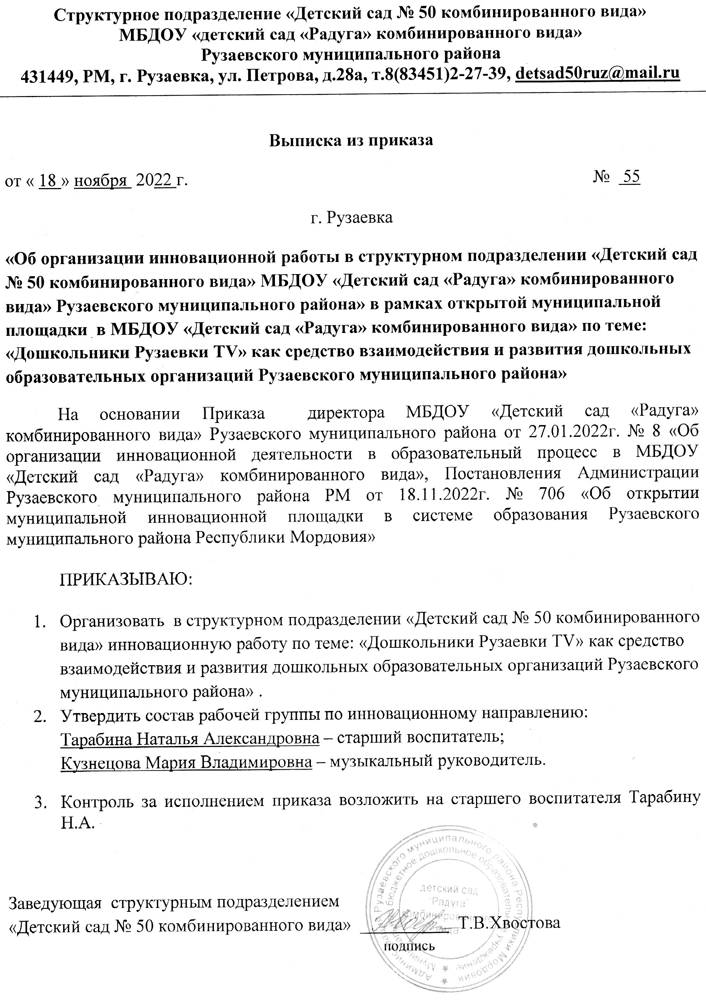 Структурное подразделение «Детский сад № 50 комбинированного вида»
МБДОУ «детский сад «Радуга» комбинированного вида»
Рузаевского муниципального района
431449, РМ, г. Рузаевка, ул. Петрова, д.28а, т.8(83451)2-27-39, detsad50ruz@mail.ru
Выписка из приказа
от « 18 » ноября 2022 г. № 55
г. Рузаевка
«Об организации инновационной работы в структурном подразделении «Детский сад
№ 50 комбинированного вида» МБДОУ «Детский сад «Радуга» комбинированного
вида» Рузаевского муниципального района» в рамках открытой муниципальной
площадки в МБДОУ «Детский сад «Радуга» комбинированного вида» по теме:
«Дошкольники Рузаевки TV» как средство взаимодействия и развития дошкольных
образовательных организаций Рузаевского муниципального района»
На основании Приказа директора МБДОУ «Детский сад «Радуга»
комбинированного вида» Рузаевского муниципального района от 27.01.2022г. № 8 «Об
организации инновационной деятельности в образовательный процесс в МБДОУ
«Детский сад «Радуга» комбинированного вида», Постановления Администрации
Рузаевского муниципального района РМ от 18.11.2022г. № 706 «Об открытии
муниципальной инновационной площадки в системе образования Рузаевского
муниципального района Республики Мордовия»
ПРИКАЗЫВАЮ:
1. Организовать в структурном подразделении «Детский сад № 50 комбинированного
вида» инновационную работу по теме: «Дошкольники Рузаевки TV» как средство
взаимодействия и развития дошкольных образовательных организаций Рузаевского
муниципального района» .
2. Утвердить состав рабочей группы по инновационному направлению:
Тарабина Наталья Александровна – старший воспитатель;
Кузнецова Мария Владимировна – музыкальный руководитель.
3. Контроль за исполнением приказа возложить на старшего воспитателя Тарабину
Н.А.
Администрация Рузаевского муниципального района Республики Мордовия
Муниципальное бюджетное дошкольное образовательное учреждение
детский сад
"Радуга"
комбинированного
вида
Заведующая структурным подразделением
«Детский сад № 50 комбинированного вида» Т.В.Хвостова
подпись